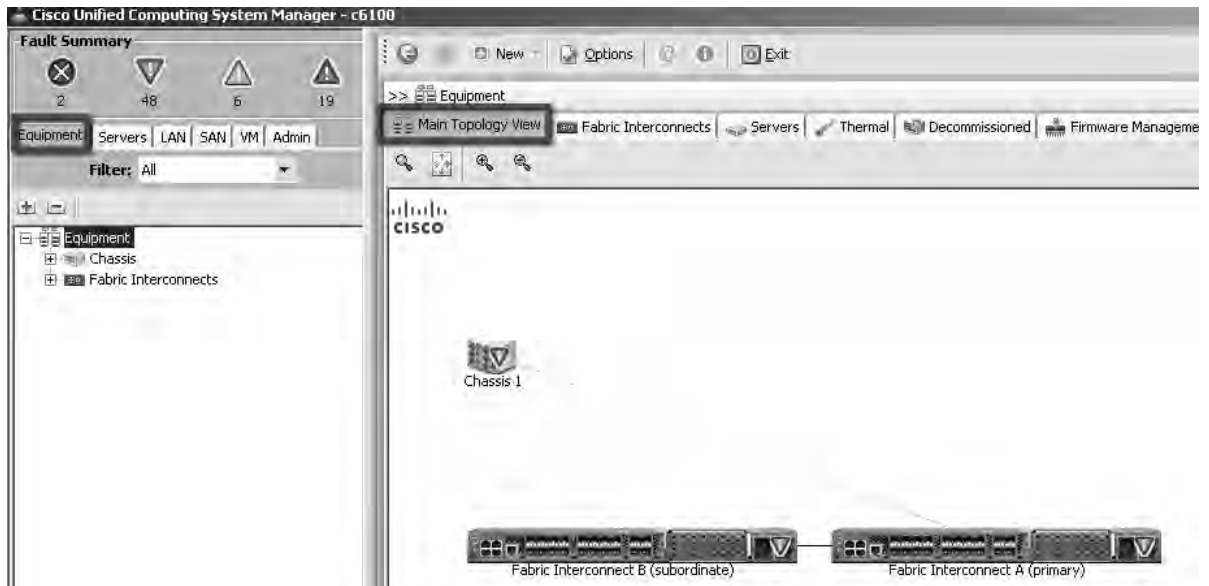 Cisco Unified Computing System Manager - c6100
Fault Summary
2 48 6 19
Equipment Servers LAN SAN VM Admin
Filter: All
Equipment
Chassis
Fabric Interconnects
New Options Exit
>> Equipment
Main Topology View Fabric Interconnects Servers Thermal Decommissioned Firmware Manageme
CISCO
Chassis 1
Fabric Interconnect B (subordinate) Fabric Interconnect A (primary)